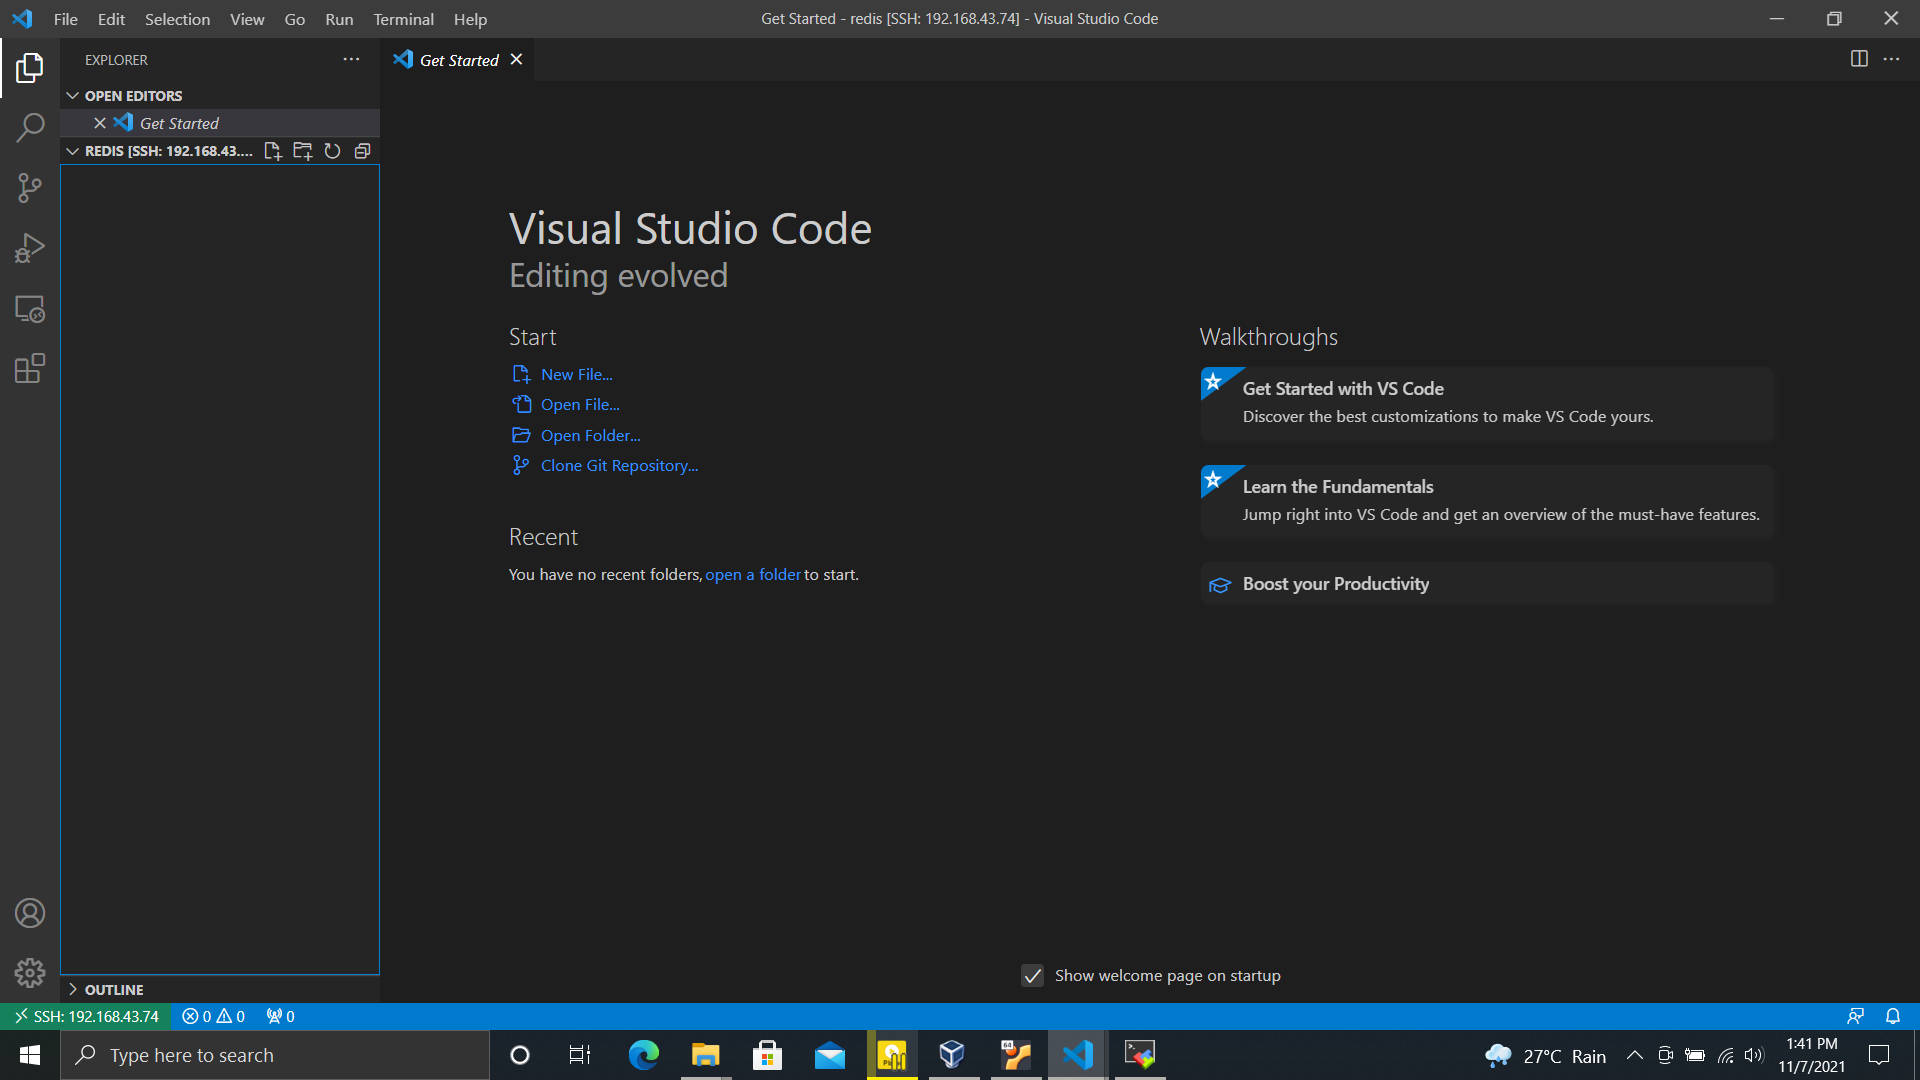 File Edit Selection View Go Run Terminal Help
Get Started - redis [SSH: 192.168.43.74] - Visual Studio Code
EXPLORER
Get Started
OPEN EDITORS
Get Started
REDIS [SSH: 192.168.43....
Visual Studio Code
Editing evolved
Start
New File...
Open File...
Open Folder...
Clone Git Repository...
Recent
You have no recent folders, open a folder to start.
Walkthroughs
Get Started with VS Code
Discover the best customizations to make VS Code yours.
Learn the Fundamentals
Jump right into VS Code and get an overview of the must-have features.
Boost your Productivity
Show welcome page on startup
OUTLINE
SSH: 192.168.43.74 0 0 0
Type here to search
64
27°C Rain
1:41 PM
11/7/2021